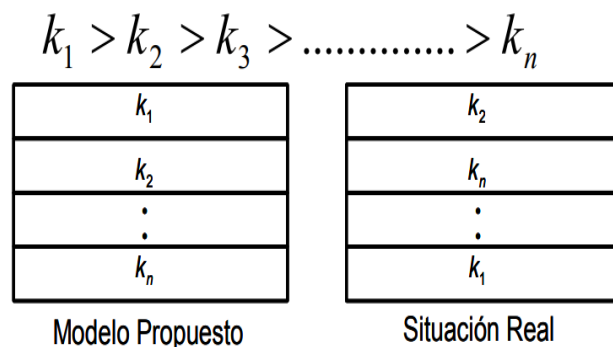 k₁ > k₂ > k₃ > .............. > kₙ
k₁ k₂
k₂ kₙ
: :
kₙ k₁
Modelo Propuesto Situación Real